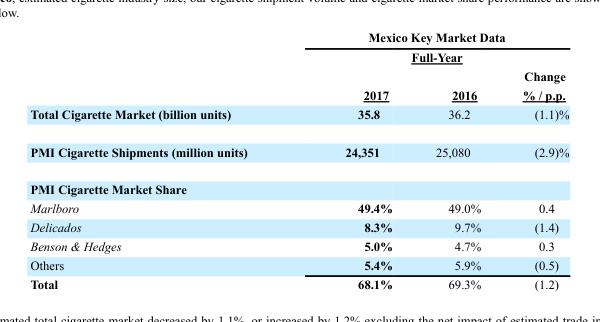 estimated cigarette industry size, our cigarette shipment volume and cigarette market share performance are
low.
Mexico Key Market Data
Full-Year
Change
2017 2016 % / p.p.
Total Cigarette Market (billion units) 35.8 36.2 (1.1)%
PMI Cigarette Shipments (million units) 24,351 25,080 (2.9)%
PMI Cigarette Market Share
Marlboro 49.4% 49.0% 0.4
Delicados 8.3% 9.7% (1.4)
Benson & Hedges 5.0% 4.7% 0.3
Others 5.4% 5.9% (0.5)
Total 68.1% 69.3% (1.2)
mated total cigarette market decreased by 1.1%, or increased by 1.2% excluding the net impact of estimated trade in